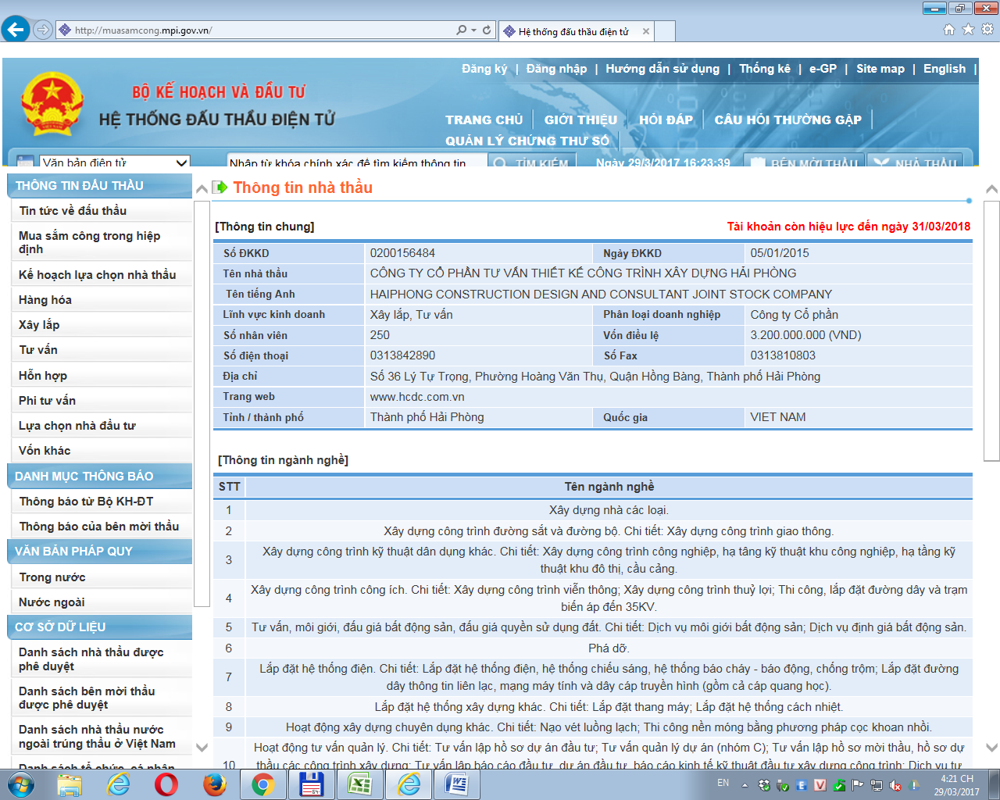 http://muasamcong.mpi.gov.vn/
Hệ thống đấu thầu điện tử
Đăng ký | Đăng nhập | Hướng dẫn sử dụng | Thống kê | e-GP | Site map | English |
BỘ KẾ HOẠCH VÀ ĐẦU TƯ
HỆ THỐNG ĐẤU THẦU ĐIỆN TỬ
TRANG CHỦ GIỚI THIỆU HỎI ĐÁP CÂU HỎI THƯỜNG GẶP
QUẢN LÝ CHỨNG THƯ SỐ
Văn bản điện tử
Nhập từ khóa chính xác để tìm kiếm thông tin
TÌM KIẾM
Ngày 29/3/2017 16:23:39
BÊN MỜI THẦU
NHÀ THẦU
THÔNG TIN ĐẤU THẦU
Tin tức về đấu thầu
Mua sắm công trong hiệp
định
Kế hoạch lựa chọn nhà thầu
Hàng hóa
Xây lắp
Tư vấn
Hỗn hợp
Phi tư vấn
Lựa chọn nhà đầu tư
Vốn khác
DANH MỤC THÔNG BÁO
Thông báo từ Bộ KH-ĐT
Thông báo của bên mời thầu
VĂN BẢN PHÁP QUY
Trong nước
Nước ngoài
CƠ SỞ DỮ LIỆU
Danh sách nhà thầu được
phê duyệt
Danh sách bên mời thầu
được phê duyệt
Danh sách nhà thầu nước
ngoài trúng thầu ở Việt Nam
Danh sách tổ chức, cá nhân
Thông tin nhà thầu
[Thông tin chung]
Tài khoản còn hiệu lực đến ngày 31/03/2018
Số ĐKKD 0200156484 Ngày ĐKKD 05/01/2015
Tên nhà thầu CÔNG TY CỔ PHẦN TƯ VẤN THIẾT KẾ CÔNG TRÌNH XÂY DỰNG HẢI PHÒNG
Tên tiếng Anh HAIPHONG CONSTRUCTION DESIGN AND CONSULTANT JOINT STOCK COMPANY
Lĩnh vực kinh doanh Xây lắp, Tư vấn Phân loại doanh nghiệp Công ty Cổ phần
Số nhân viên 250 Vốn điều lệ 3.200.000.000 (VND)
Số điện thoại 0313842890 Số Fax 0313810803
Địa chỉ Số 36 Lý Tự Trọng, Phường Hoàng Văn Thụ, Quận Hồng Bàng, Thành phố Hải Phòng
Trang web www.hcdc.com.vn
Tỉnh / thành phố Thành phố Hải Phòng Quốc gia VIET NAM
[Thông tin ngành nghề]
STT Tên ngành nghề
1 Xây dựng nhà các loại.
2 Xây dựng công trình đường sắt và đường bộ. Chi tiết: Xây dựng công trình giao thông.
3 Xây dựng công trình kỹ thuật dân dụng khác. Chi tiết: Xây dựng công trình công nghiệp, hạ tâng kỹ thuật khu công nghiệp, hạ tầng kỹ
thuật khu đô thị, cầu cảng.
4 Xây dựng công trình công ích. Chi tiết: Xây dựng công trình viễn thông; Xây dựng công trình thuỷ lợi; Thi công, lắp đặt đường dây và trạm
biến áp đến 35KV.
5 Tư vấn, môi giới, đấu giá bất động sản, đấu giá quyền sử dụng đất. Chi tiết: Dịch vụ môi giới bất động sản; Dịch vụ định giá bất động sản.
6 Phá dỡ.
7 Lắp đặt hệ thống điện. Chi tiết: Lắp đặt hệ thống điện, hệ thống chiếu sáng, hệ thống báo cháy - báo động, chống trộm; Lắp đặt đường
dây thông tin liên lạc, mạng máy tính và dây cáp truyền hình (gồm cả cáp quang học).
8 Lắp đặt hệ thống xây dựng khác. Chi tiết: Lắp đặt thang máy; Lắp đặt hệ thống cách nhiệt.
9 Hoạt động xây dựng chuyên dụng khác. Chi tiết: Nạo vét luồng lạch; Thi công nền móng bằng phương pháp cọc khoan nhồi.
Hoạt động tư vấn quản lý. Chi tiết: Tư vấn lập hồ sơ dự án đầu tư; Tư vấn quản lý dự án (nhóm C); Tư vấn lập hồ sơ mời thầu, hồ sơ dự
10 thầu các công trình xây dựng; Tư vấn lập báo cáo đầu tư, dự án đầu tư, báo cáo kinh tế kỹ thuật đầu tư xây dựng công trình; Dịch vụ tư
EN
4:21 CH
29/03/2017